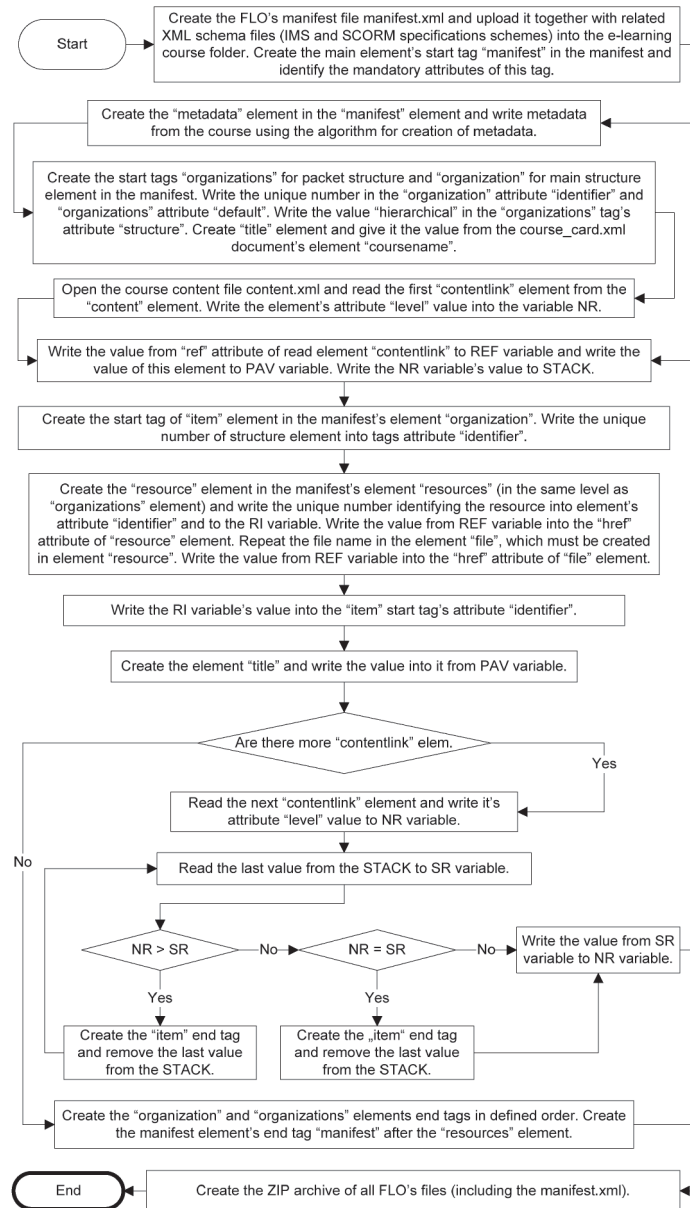 Start
Create the FLO's manifest file manifest.xml and upload it together with related
XML schema files (IMS and SCORM specifications schemes) into the e-learning
course folder. Create the main element's start tag “manifest” in the manifest and
identify the mandatory attributes of this tag.
Create the “metadata” element in the “manifest” element and write metadata
from the course using the algorithm for creation of metadata.
Create the start tags “organizations” for packet structure and “organization” for main structure
element in the manifest. Write the unique number in the “organization” attribute “identifier” and
“organizations” attribute “default”. Write the value “hierarchical” in the “organizations” tag's
attribute “structure”. Create “title” element and give it the value from the course_card.xml
document's element “coursename”.
Open the course content file content.xml and read the first “contentlink” element from the
“content” element. Write the element's attribute “level” value into the variable NR.
Write the value from “ref” attribute of read element “contentlink” to REF variable and write the
value of this element to PAV variable. Write the NR variable's value to STACK.
Create the start tag of “item” element in the manifest's element “organization”. Write the unique
number of structure element into tags attribute “identifier”.
Create the “resource” element in the manifest's element “resources” (in the same level as
“organizations” element) and write the unique number identifying the resource into element's
attribute “identifier” and to the RI variable. Write the value from REF variable into the “href”
attribute of “resource” element. Repeat the file name in the element “file”, which must be created
in element “resource”. Write the value from REF variable into the “href” attribute of “file” element.
Write the RI variable's value into the “item” start tag's attribute “identifier”.
Create the element “title” and write the value into it from PAV variable.
Are there more “contentlink” elem.
Yes
Read the next “contentlink” element and write it's
attribute “level” value to NR variable.
No
Read the last value from the STACK to SR variable.
NR > SR
No
NR = SR
No
Write the value from SR
variable to NR variable.
Yes
Yes
Create the “item” end tag
and remove the last value
from the STACK.
Create the „item“ end tag
and remove the last value
from the STACK.
Create the “organization” and “organizations” elements end tags in defined order. Create
the manifest element's end tag “manifest” after the “resources” element.
End
Create the ZIP archive of all FLO's files (including the manifest.xml).